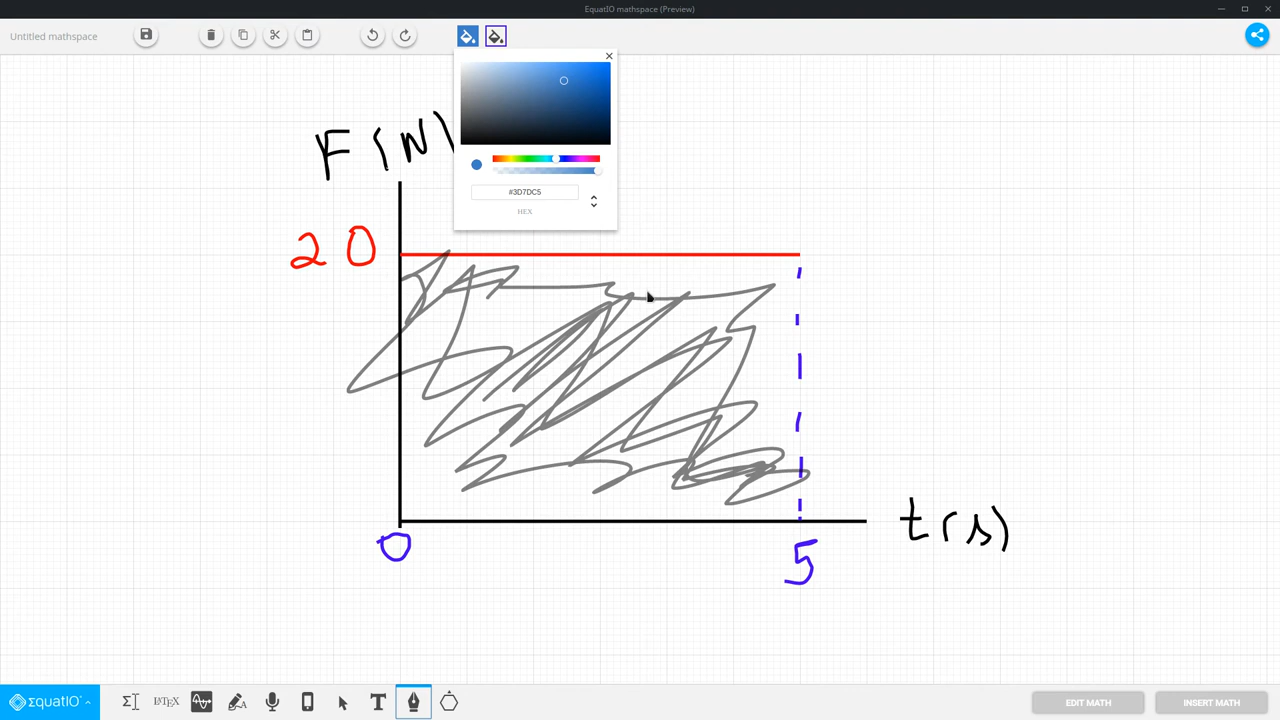 EquatIO mathspace (Preview)
Untitled mathspace
#3D7DC5
HEX
F(N)
20
0
5
t(s)
EQUATIO
LATEX
T
EDIT MATH
INSERT MATH